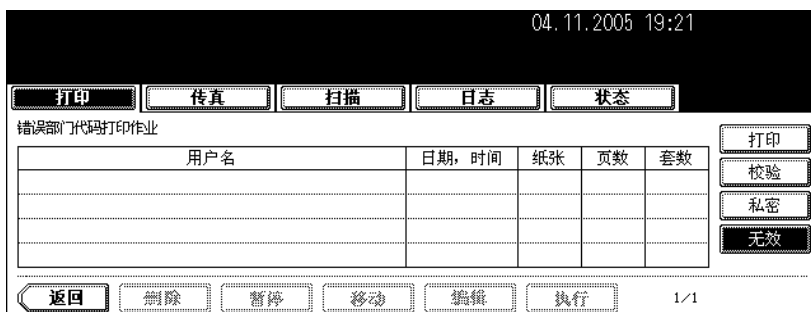 04.11.2005 19:21
打印 传真 扫描 日志 状态
错误部门代码打印作业
用户名 日期，时间 纸张 页数 套数
打印
校验
私密
无效
返回 删除 暂停 移动 编辑 执行 1/1